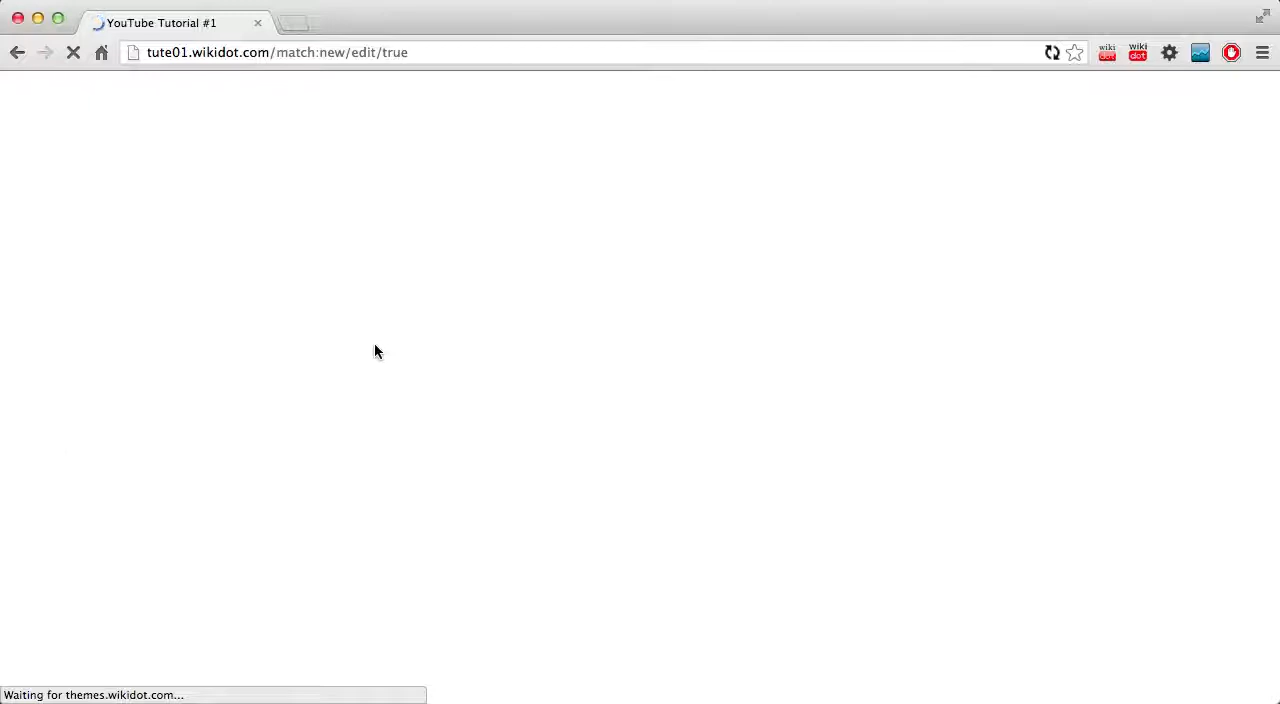 YouTube Tutorial #1
tute01.wikidot.com/match:new/edit/true
wiki dot
wiki dot
Waiting for themes.wikidot.com...